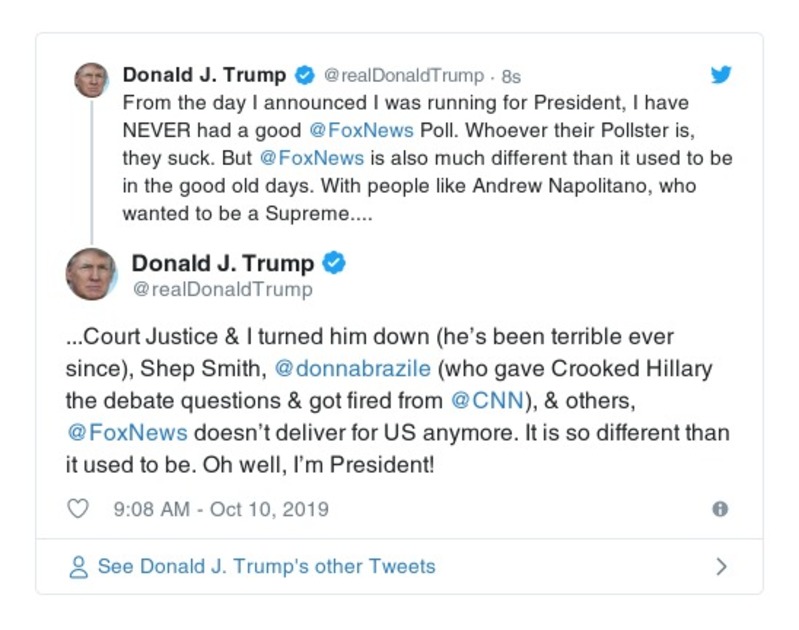 Donald J. Trump @realDonaldTrump · 8s
From the day I announced I was running for President, I have
NEVER had a good @FoxNews Poll. Whoever their Pollster is,
they suck. But @FoxNews is also much different than it used to be
in the good old days. With people like Andrew Napolitano, who
wanted to be a Supreme....
Donald J. Trump
@realDonaldTrump
...Court Justice & I turned him down (he’s been terrible ever
since), Shep Smith, @donnabrazile (who gave Crooked Hillary
the debate questions & got fired from @CNN), & others,
@FoxNews doesn’t deliver for US anymore. It is so different than
it used to be. Oh well, I’m President!
9:08 AM - Oct 10, 2019
See Donald J. Trump's other Tweets